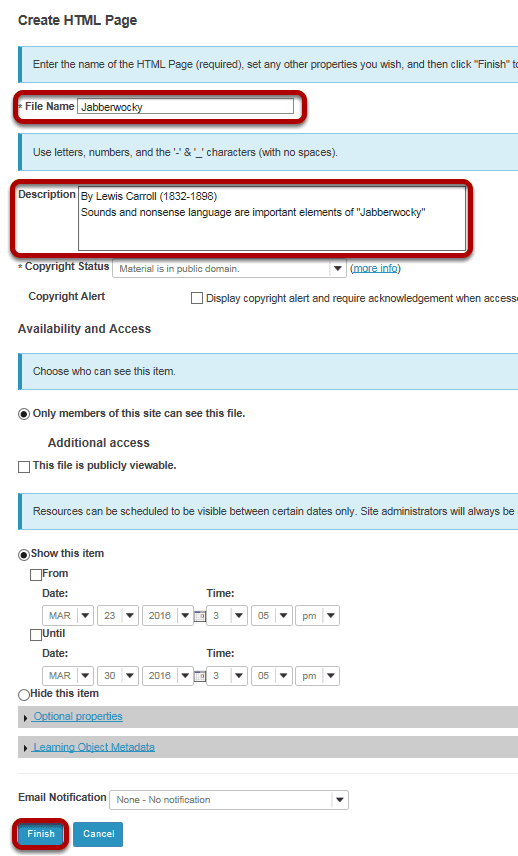 Create HTML Page
Enter the name of the HTML Page (required), set any other properties you wish, and then click "Finish" to
* File Name Jabberwocky
Use letters, numbers, and the '-' & '_' characters (with no spaces).
Description By Lewis Carroll (1832-1898)
Sounds and nonsense language are important elements of "Jabberwocky"
* Copyright Status Material is in public domain. (more info)
Copyright Alert Display copyright alert and require acknowledgement when accesse
Availability and Access
Choose who can see this item.
Only members of this site can see this file.
Additional access
This file is publicly viewable.
Resources can be scheduled to be visible between certain dates only. Site administrators will always be
Show this item
From
Date: Time:
MAR 23 2016 3 05 pm
Until
Date: Time:
MAR 30 2016 3 05 pm
Hide this item
Optional properties
Learning Object Metadata
Email Notification None - No notification
Finish Cancel